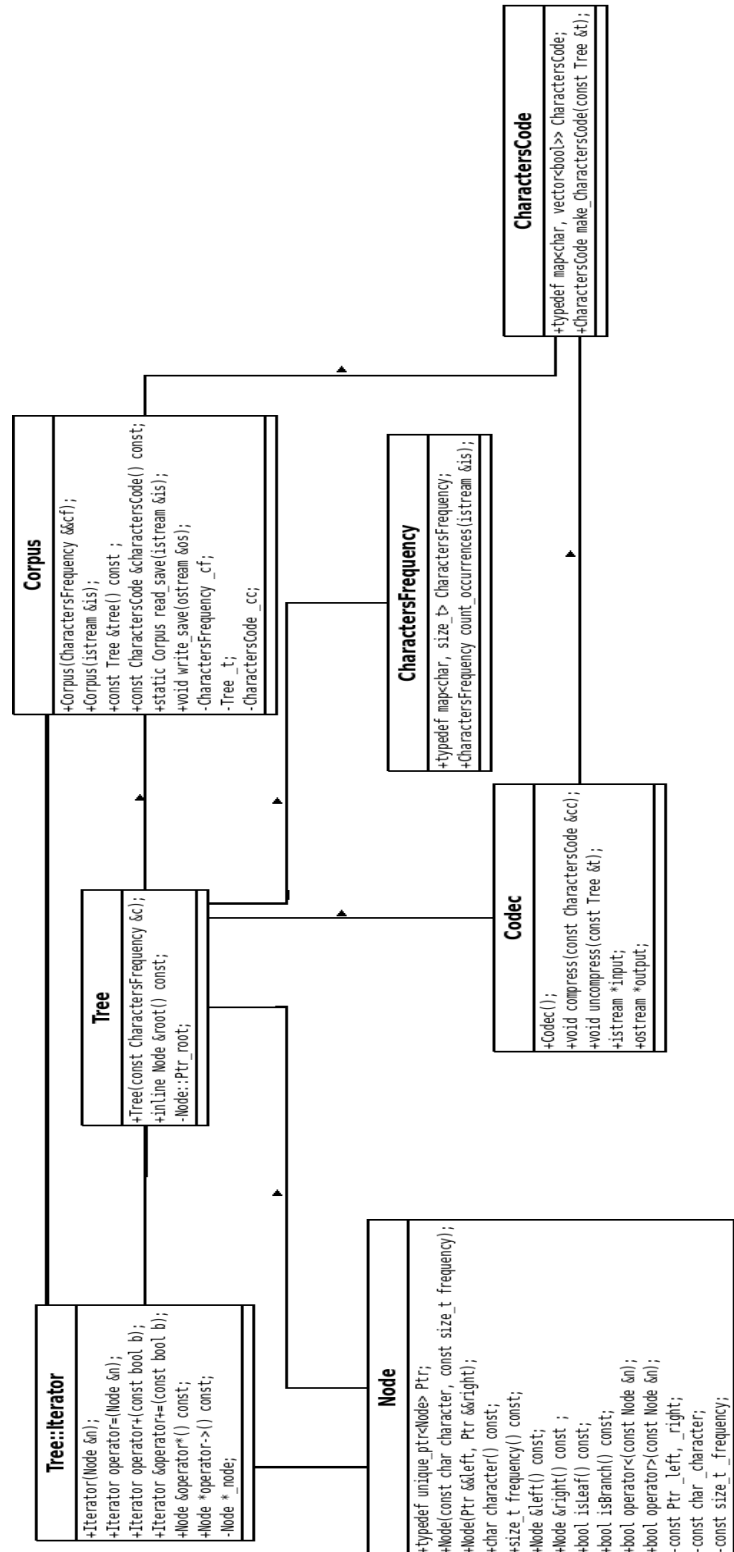 Tree::Iterator
+Iterator(Node &n);
+Iterator operator=(Node &n);
+Iterator operator+(const bool b);
+Iterator &operator+=(const bool b);
+Node &operator*() const;
+Node *operator->() const;
-Node *_node;
Tree
+Tree(const CharactersFrequency &c);
+inline Node &root() const;
-Node::Ptr_root;
Corpus
+Corpus(CharactersFrequency &&cf);
+Corpus(istream &is);
+const Tree &tree() const ;
+const CharactersCode &charactersCode() const;
+static Corpus read_save(istream &is);
+void write_save(ostream &os);
-CharactersFrequency _cf;
-Tree _t;
-CharactersCode _cc;
Node
+typedef unique_ptr<Node> Ptr;
+Node(const char character, const size_t frequency);
+Node(Ptr &&left, Ptr &&right);
+char character() const;
+size_t frequency() const;
+Node &left() const;
+Node &right() const ;
+bool isLeaf() const;
+bool isBranch() const;
+bool operator<(const Node &n);
+bool operator>(const Node &n);
-const Ptr _left, _right;
-const char _character;
-const size_t _frequency;
CharactersFrequency
+typedef map<char, size_t> CharactersFrequency;
+CharactersFrequency count_occurrences(istream &is);
Codec
+Codec();
+void compress(const CharactersCode &cc);
+void uncompress(const Tree &t);
+istream *input;
+ostream *output;
CharactersCode
+typedef map<char, vector<bool>> CharactersCode;
+CharactersCode make_CharactersCode(const Tree &t);